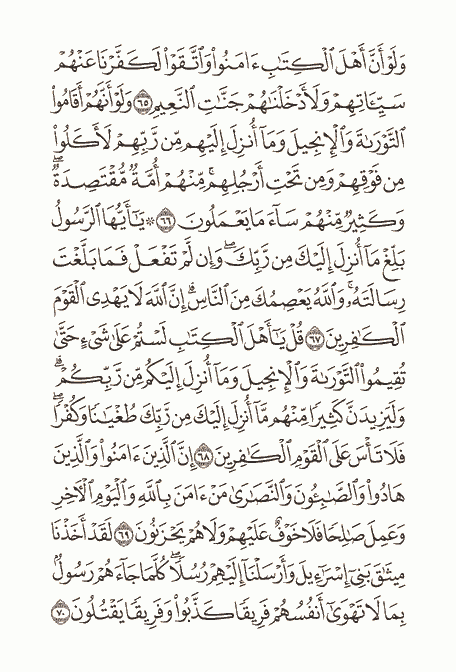 وَلَوْ أَنَّ أَهْلَ ٱلْكِتَٰبِ ءَامَنُوا۟ وَٱتَّقَوْا۟ لَكَفَّرْنَا عَنْهُمْ
سَيِّـَٔاتِهِمْ وَلَأَدْخَلْنَٰهُمْ جَنَّٰتِ ٱلنَّعِيمِ ٦٥ وَلَوْ أَنَّهُمْ أَقَامُوا۟
ٱلتَّوْرَىٰةَ وَٱلْإِنجِيلَ وَمَآ أُنزِلَ إِلَيْهِم مِّن رَّبِّهِمْ لَأَكَلُوا۟
مِن فَوْقِهِمْ وَمِن تَحْتِ أَرْجُلِهِم ۚ مِّنْهُمْ أُمَّةٌ مُّقْتَصِدَةٌ ۖ
وَكَثِيرٌ مِّنْهُمْ سَآءَ مَا يَعْمَلُونَ ٦٦ ۞ يَٰٓأَيُّهَا ٱلرَّسُولُ
بَلِّغْ مَآ أُنزِلَ إِلَيْكَ مِن رَّبِّكَ ۖ وَإِن لَّمْ تَفْعَلْ فَمَا بَلَّغْتَ
رِسَالَتَهُۥ ۚ وَٱللَّهُ يَعْصِمُكَ مِنَ ٱلنَّاسِ ۗ إِنَّ ٱللَّهَ لَا يَهْدِى ٱلْقَوْمَ
ٱلْكَٰفِرِينَ ٦٧ قُلْ يَٰٓأَهْلَ ٱلْكِتَٰبِ لَسْتُمْ عَلَىٰ شَىْءٍ حَتَّىٰ
تُقِيمُوا۟ ٱلتَّوْرَىٰةَ وَٱلْإِنجِيلَ وَمَآ أُنزِلَ إِلَيْكُم مِّن رَّبِّكُمْ ۗ
وَلَيَزِيدَنَّ كَثِيرًا مِّنْهُم مَّآ أُنزِلَ إِلَيْكَ مِن رَّبِّكَ طُغْيَٰنًا وَكُفْرًا ۖ
فَلَا تَأْسَ عَلَى ٱلْقَوْمِ ٱلْكَٰفِرِينَ ٦٨ إِنَّ ٱلَّذِينَ ءَامَنُوا۟ وَٱلَّذِينَ
هَادُوا۟ وَٱلصَّٰبِـُٔونَ وَٱلنَّصَٰرَىٰ مَنْ ءَامَنَ بِٱللَّهِ وَٱلْيَوْمِ ٱلْءَاخِرِ
وَعَمِلَ صَٰلِحًا فَلَا خَوْفٌ عَلَيْهِمْ وَلَا هُمْ يَحْزَنُونَ ٦٩ لَقَدْ أَخَذْنَا
مِيثَٰقَ بَنِىٓ إِسْرَٰٓءِيلَ وَأَرْسَلْنَآ إِلَيْهِمْ رُسُلًا ۖ كُلَّمَا جَآءَهُمْ رَسُولٌۢ
بِمَا لَا تَهْوَىٰٓ أَنفُسُهُمْ فَرِيقًا كَذَّبُوا۟ وَفَرِيقًا يَقْتُلُونَ ٧٠